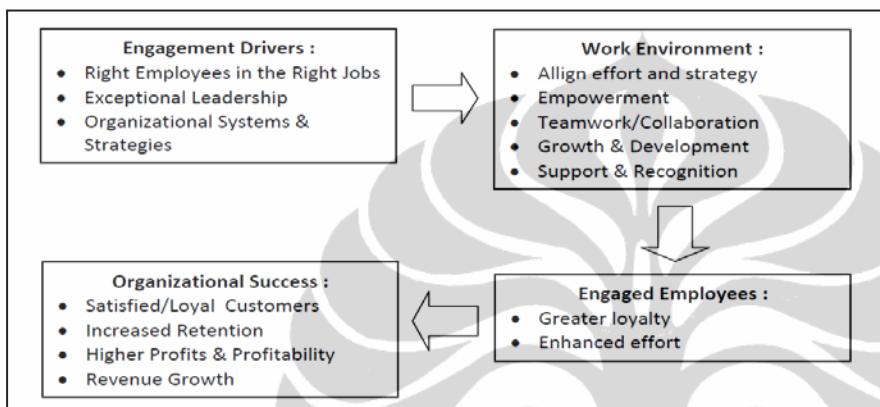 Engagement Drivers :
• Right Employees in the Right Jobs
• Exceptional Leadership
• Organizational Systems &
Strategies
Work Environment :
• Allign effort and strategy
• Empowerment
• Teamwork/Collaboration
• Growth & Development
• Support & Recognition
Engaged Employees :
• Greater loyalty
• Enhanced effort
Organizational Success :
• Satisfied/Loyal Customers
• Increased Retention
• Higher Profits & Profitability
• Revenue Growth